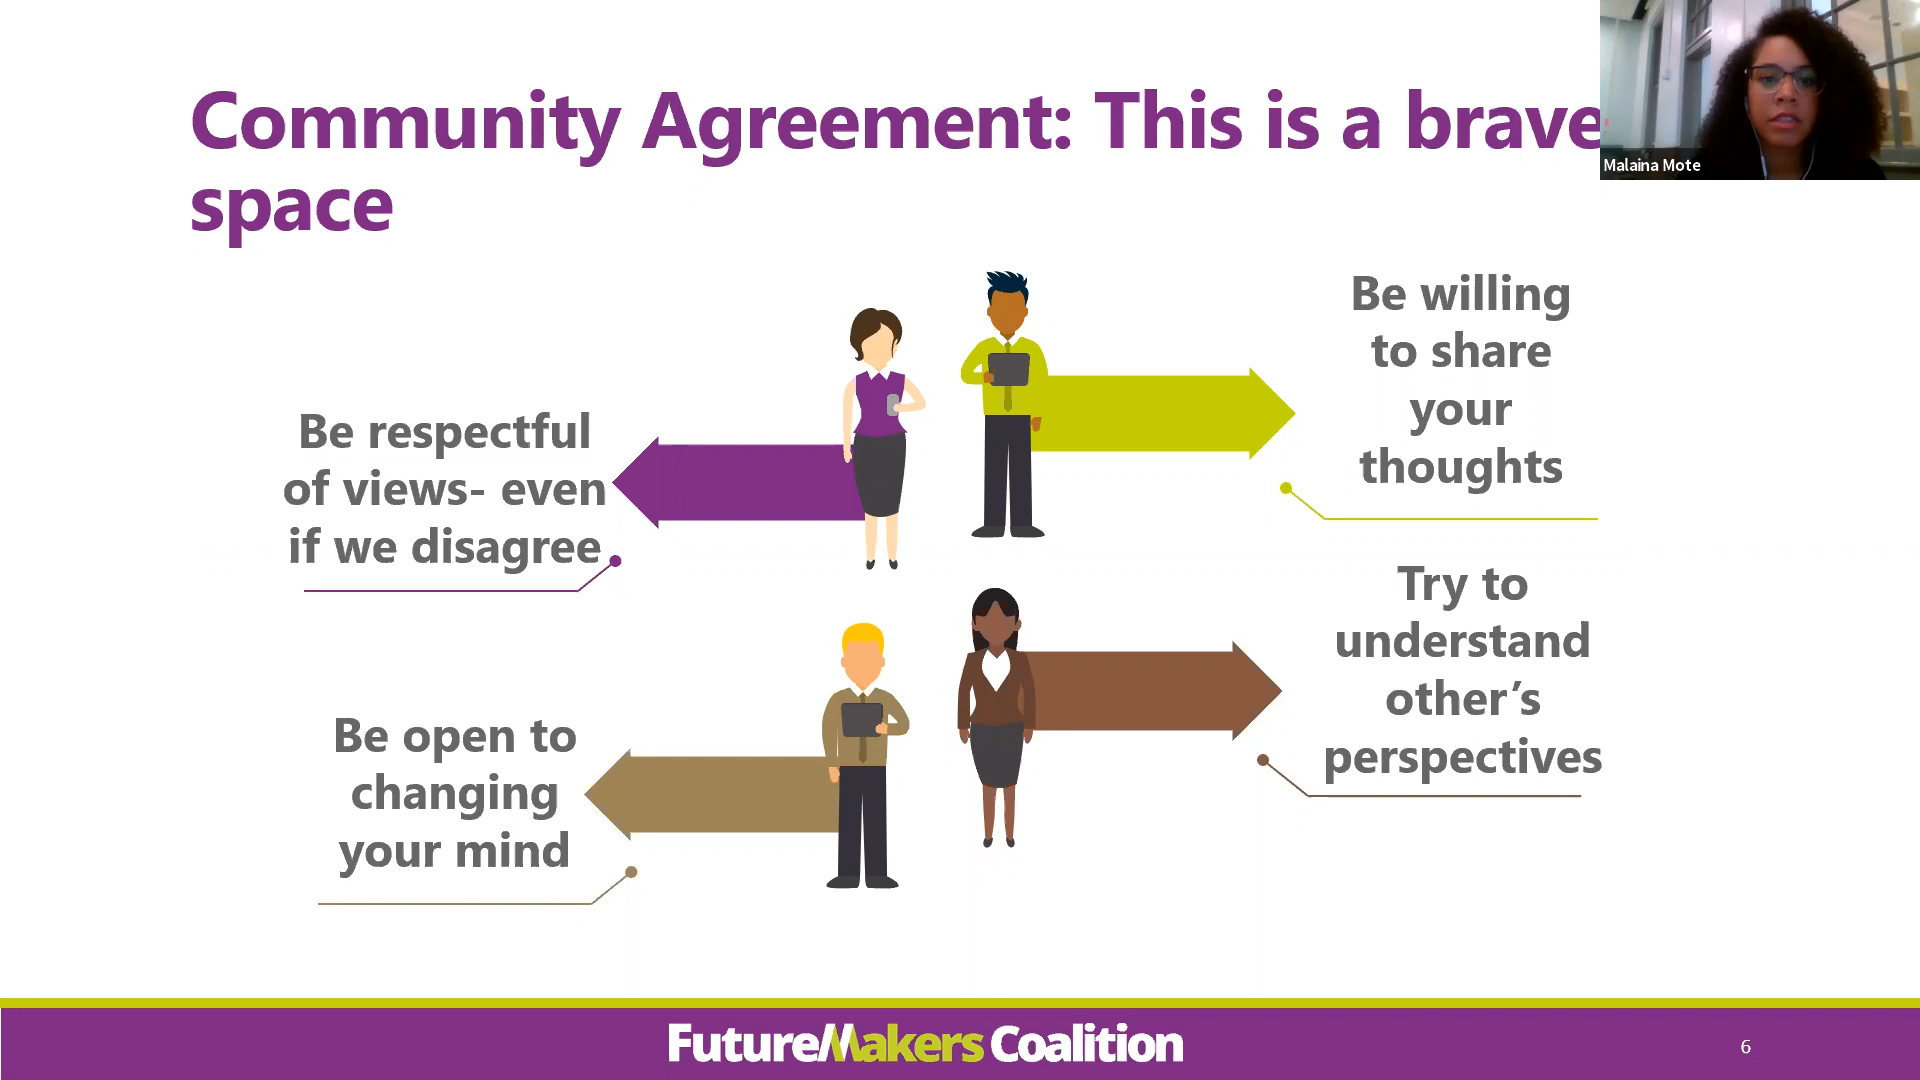 Community Agreement: This is a brave
space
Malaina Mote
Be willing
to share
your
thoughts
Be respectful
of views- even
if we disagree
Try to
understand
other’s
perspectives
Be open to
changing
your mind
FutureMakers Coalition
6